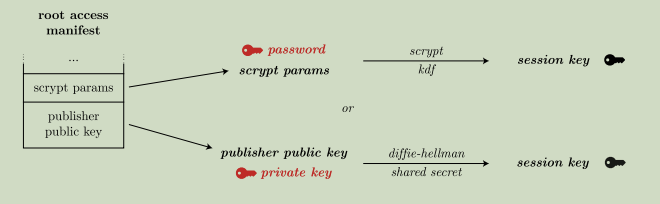 root access
manifest
...
scrypt params
publisher
public key
password
scrypt params
scrypt
kdf
session key
or
publisher public key
private key
diffie-hellman
shared secret
session key